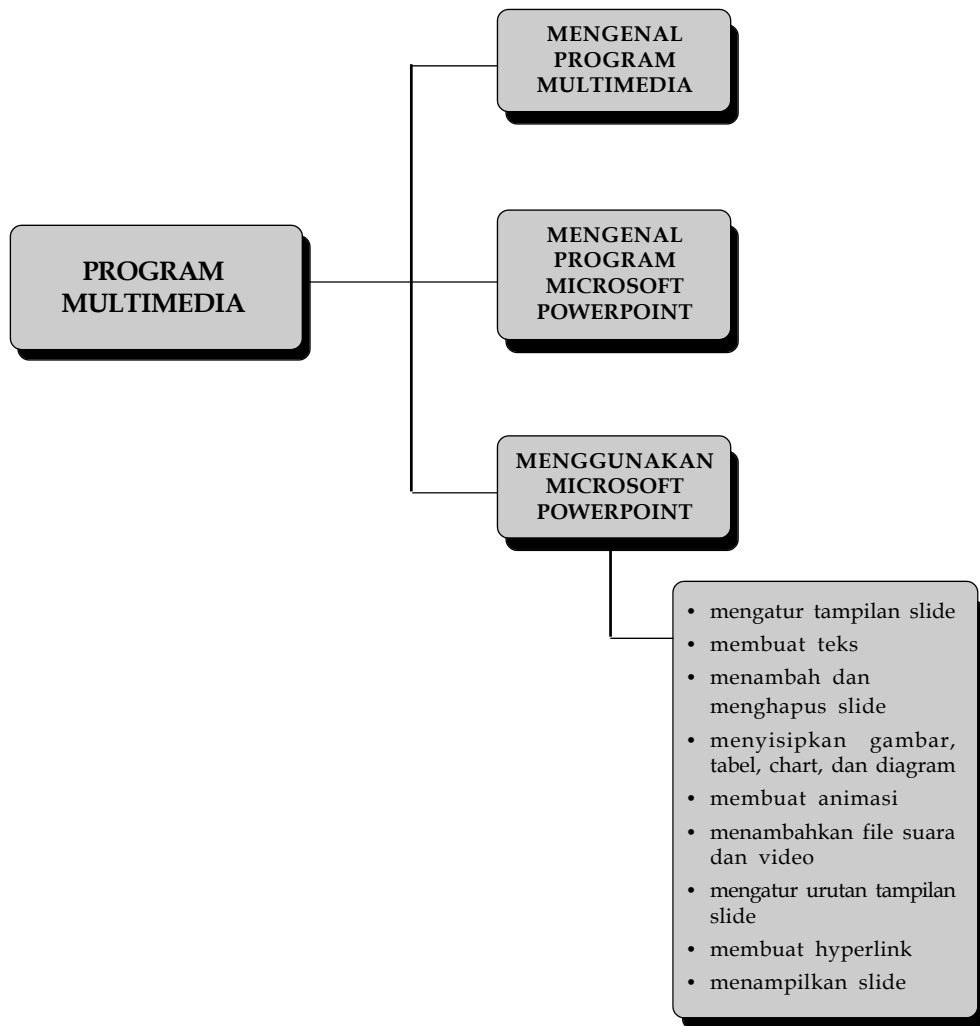 MENGENAL
PROGRAM
MULTIMEDIA
PROGRAM
MULTIMEDIA
MENGENAL
PROGRAM
MICROSOFT
POWERPOINT
MENGGUNAKAN
MICROSOFT
POWERPOINT
• mengatur tampilan slide
• membuat teks
• menambah dan
menghapus slide
• menyisipkan gambar,
tabel, chart, dan diagram
• membuat animasi
• menambahkan file suara
dan video
• mengatur urutan tampilan
slide
• membuat hyperlink
• menampilkan slide